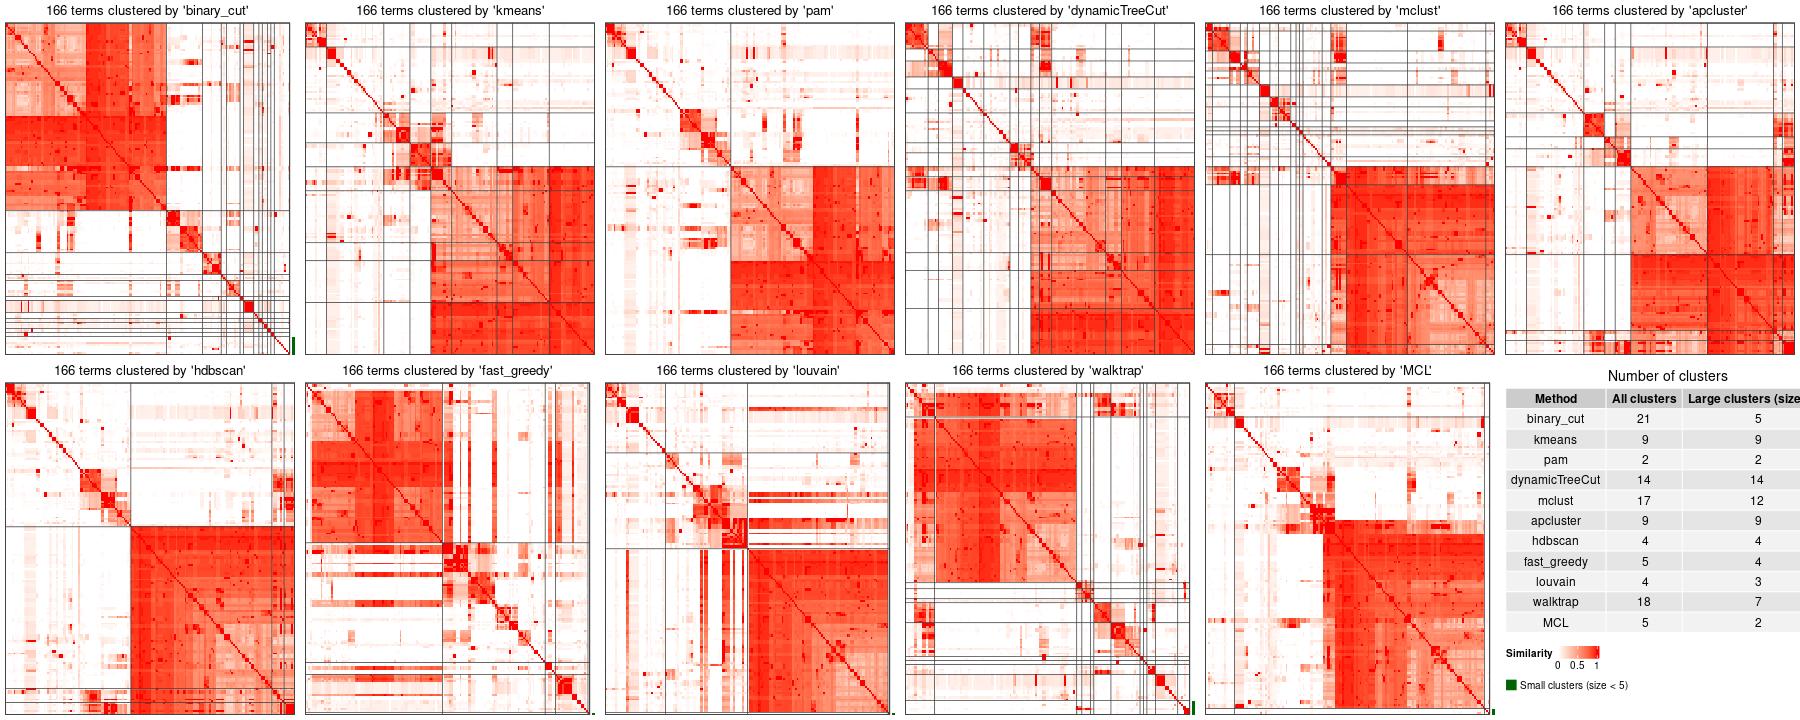 166 terms clustered by 'binary_cut'
166 terms clustered by 'kmeans'
166 terms clustered by 'pam'
166 terms clustered by 'dynamicTreeCut'
166 terms clustered by 'mclust'
166 terms clustered by 'apcluster'
166 terms clustered by 'hdbscan'
166 terms clustered by 'fast_greedy'
166 terms clustered by 'louvain'
166 terms clustered by 'walktrap'
166 terms clustered by 'MCL'
Number of clusters
Method All clusters Large clusters (size
binary_cut 21 5
kmeans 9 9
pam 2 2
dynamicTreeCut 14 14
mclust 17 12
apcluster 9 9
hdbscan 4 4
fast_greedy 5 4
louvain 4 3
walktrap 18 7
MCL 5 2
Similarity
0 0.5 1
Small clusters (size < 5)